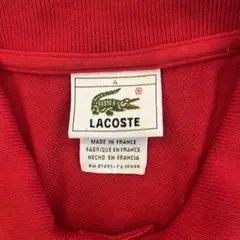 4
®
LACOSTE
MADE IN FRANCE
FABRIQUE EN FRANCE
HECHO EN FRANCIA